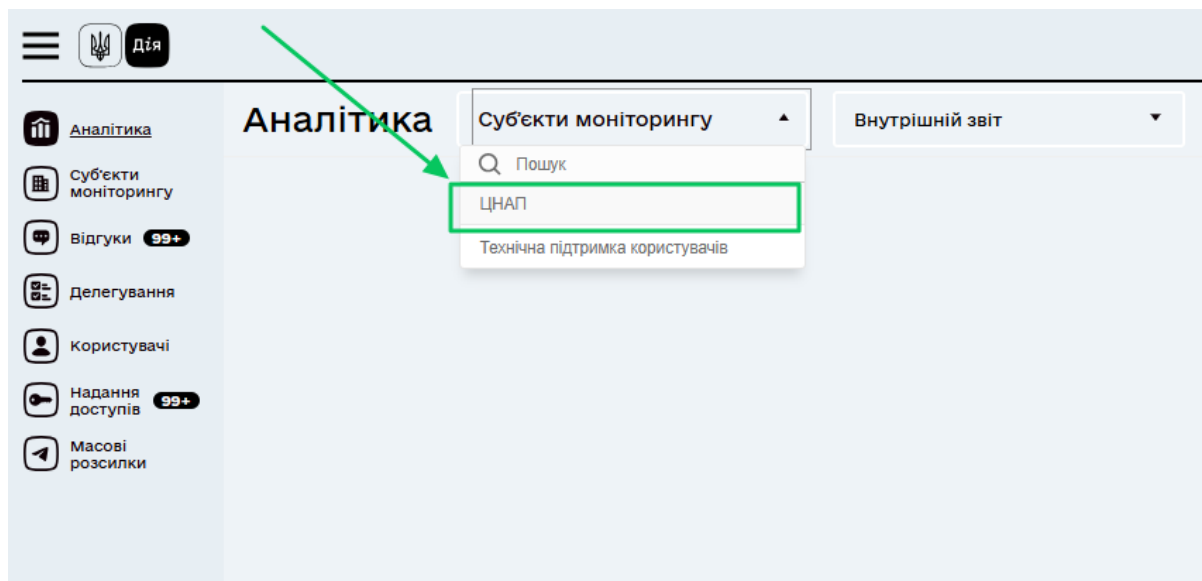 Дія
Аналітика
Суб'єкти моніторингу
Внутрішній звіт
Пошук
ЦНАП
Технічна підтримка користувачів
Аналітика
Суб'єкти
моніторингу
Відгуки 99+
Делегування
Користувачі
Надання
доступів 99+
Масові
розсилки